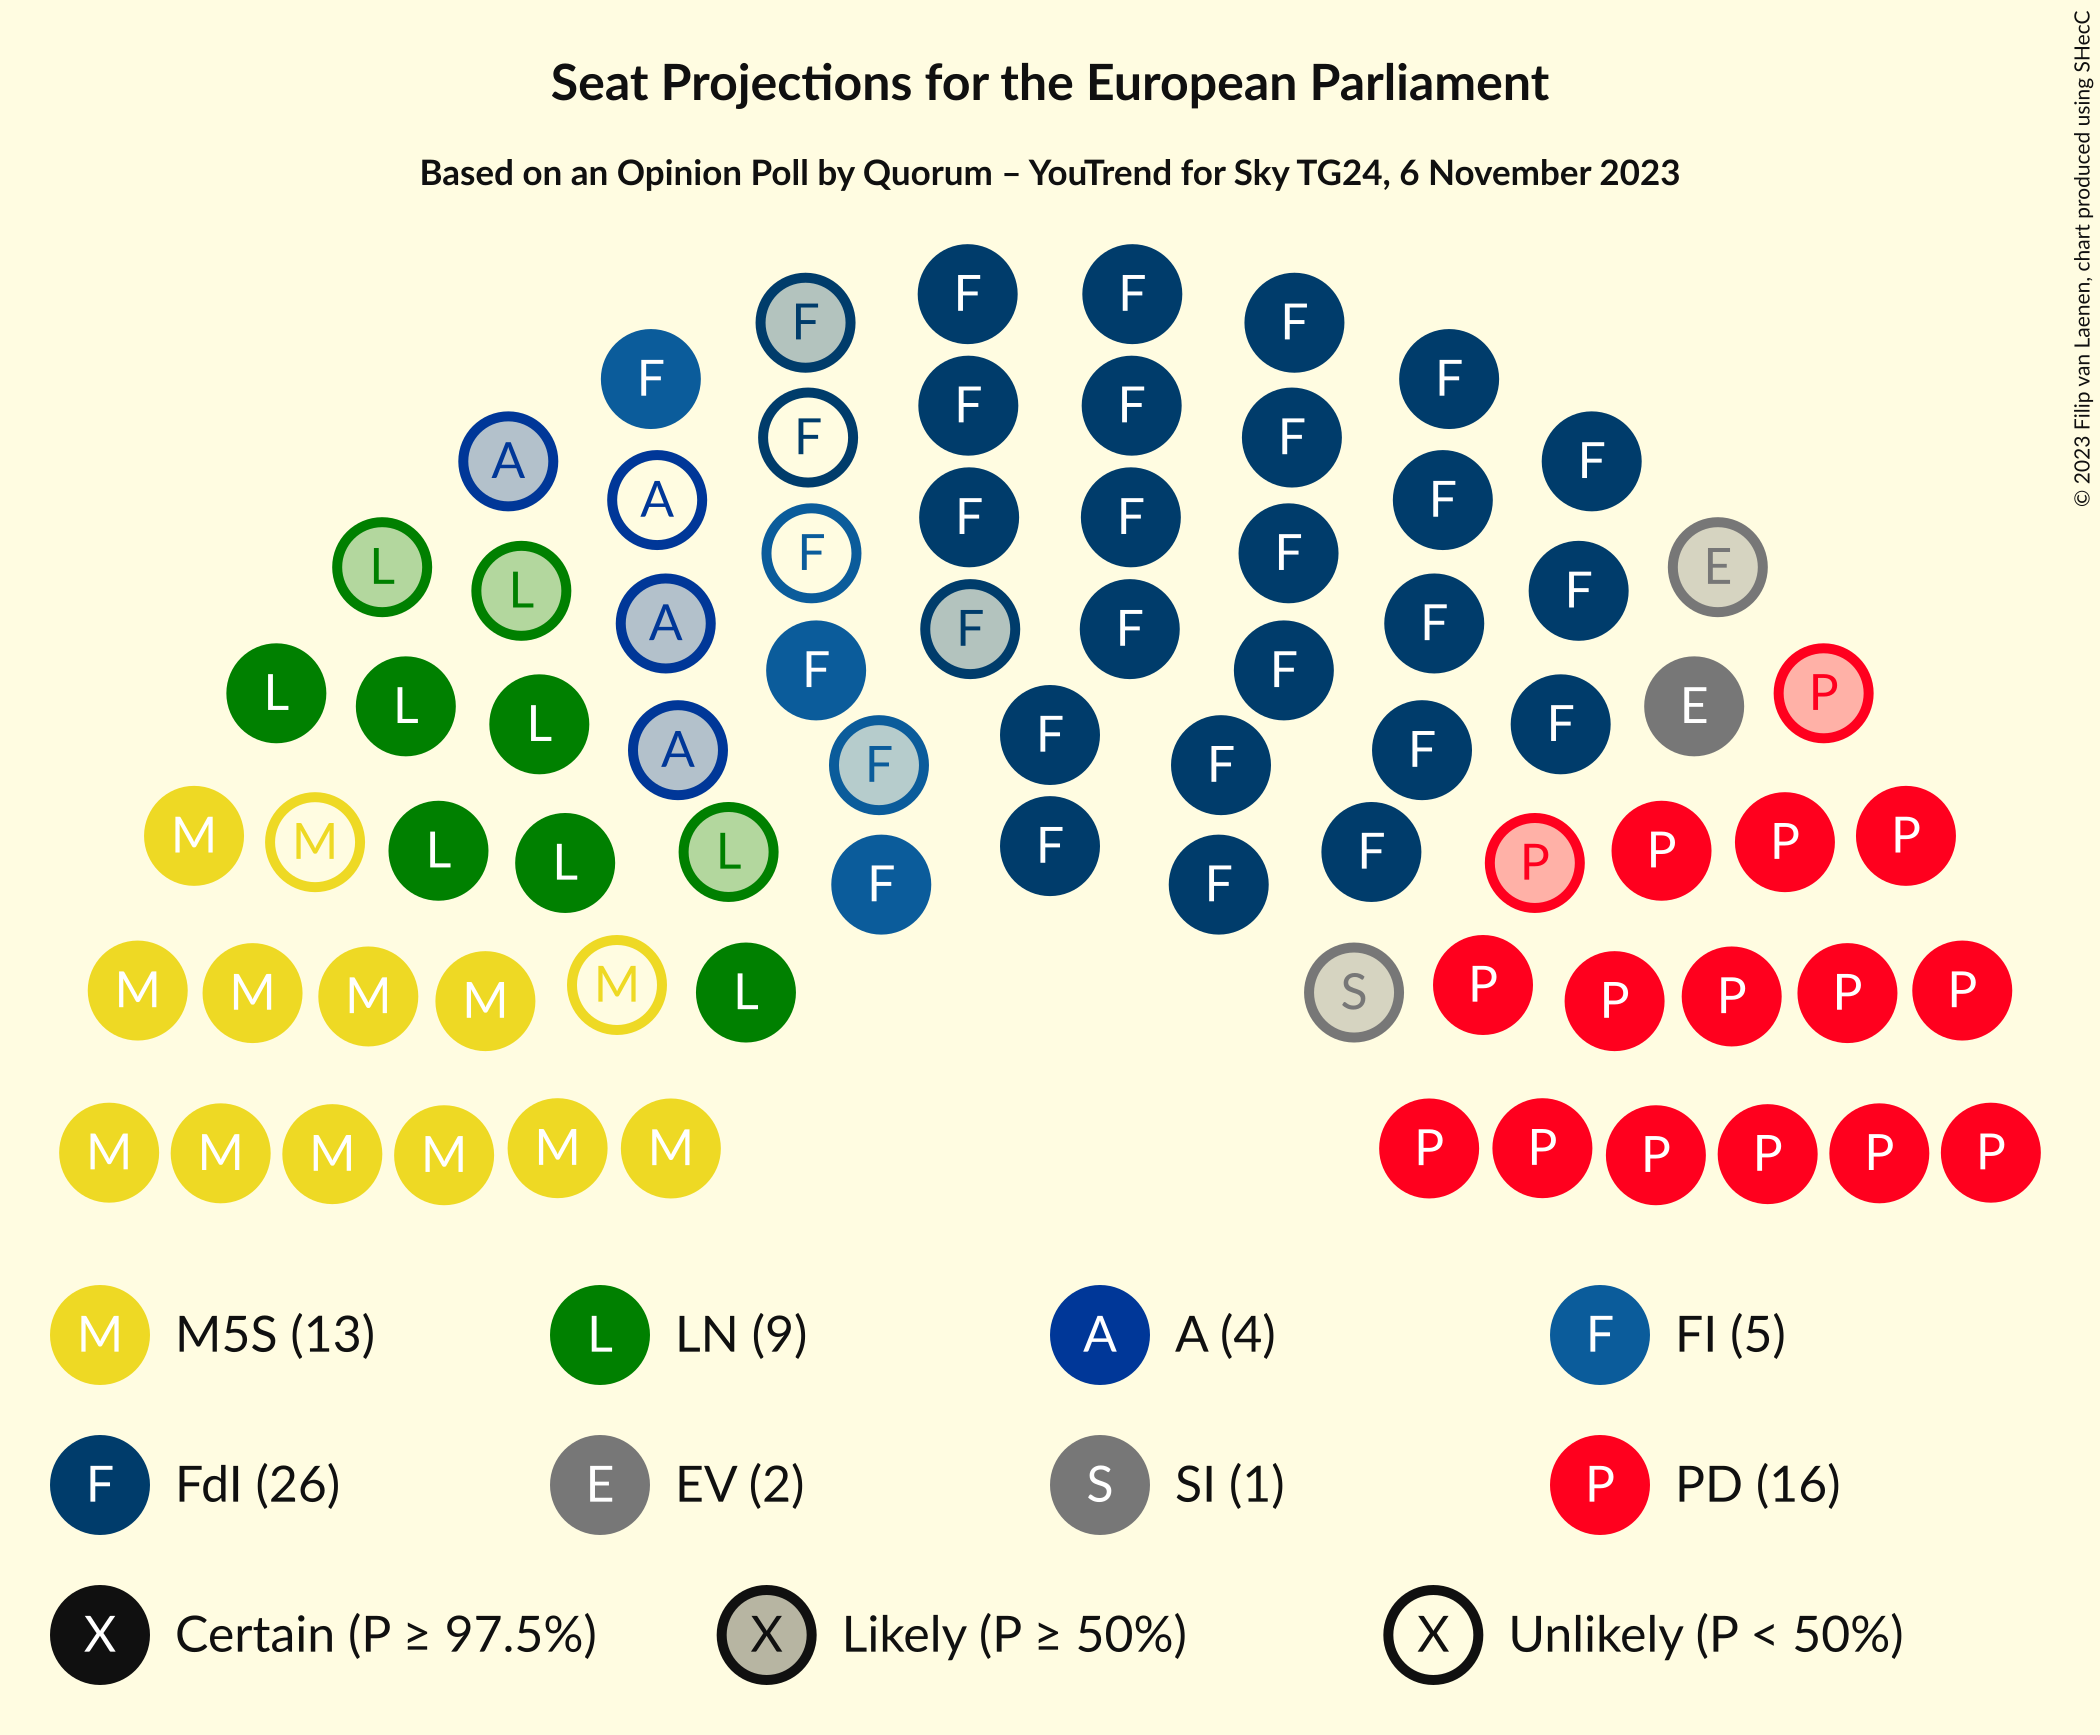 Seat Projections for the European Parliament
Based on an Opinion Poll by Quorum – YouTrend for Sky TG24, 6 November 2023
© 2023 Filip van Laenen, chart produced using SHecC
F F
F F
F F
F F F F
A F
F F
A F
F F
F F
L E
L F
A F
F F
F F
L P
L E
L F
F F
A F
F F
M P
M P
L P
L P
L F
F F
F
M P
M P
M P
M P
M P
L S
M M M M M M P P P P P P
M M5S (13) L LN (9) A A (4) F FI (5)
F FdI (26) E EV (2) S SI (1) P PD (16)
X Certain (P ≥ 97.5%) X Likely (P ≥ 50%) X Unlikely (P < 50%)